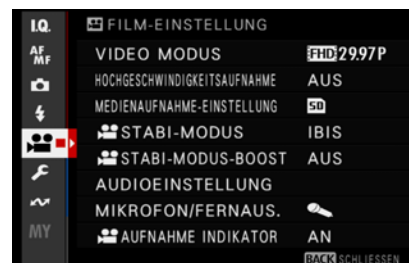 I.Q.
FILM-EINSTELLUNG
AF MF
VIDEO MODUS FHD 29.97P
HOCHGESCHWINDIGKEITSAUFNAHME AUS
MEDIENAUFNAHME-EINSTELLUNG SD
STABI-MODUS IBIS
STABI-MODUS-BOOST AUS
AUDIOEINSTELLUNG
MIKROFON/FERNAUS.
MY
AUFNAHME INDIKATOR AN
BACK SCHLIESSEN